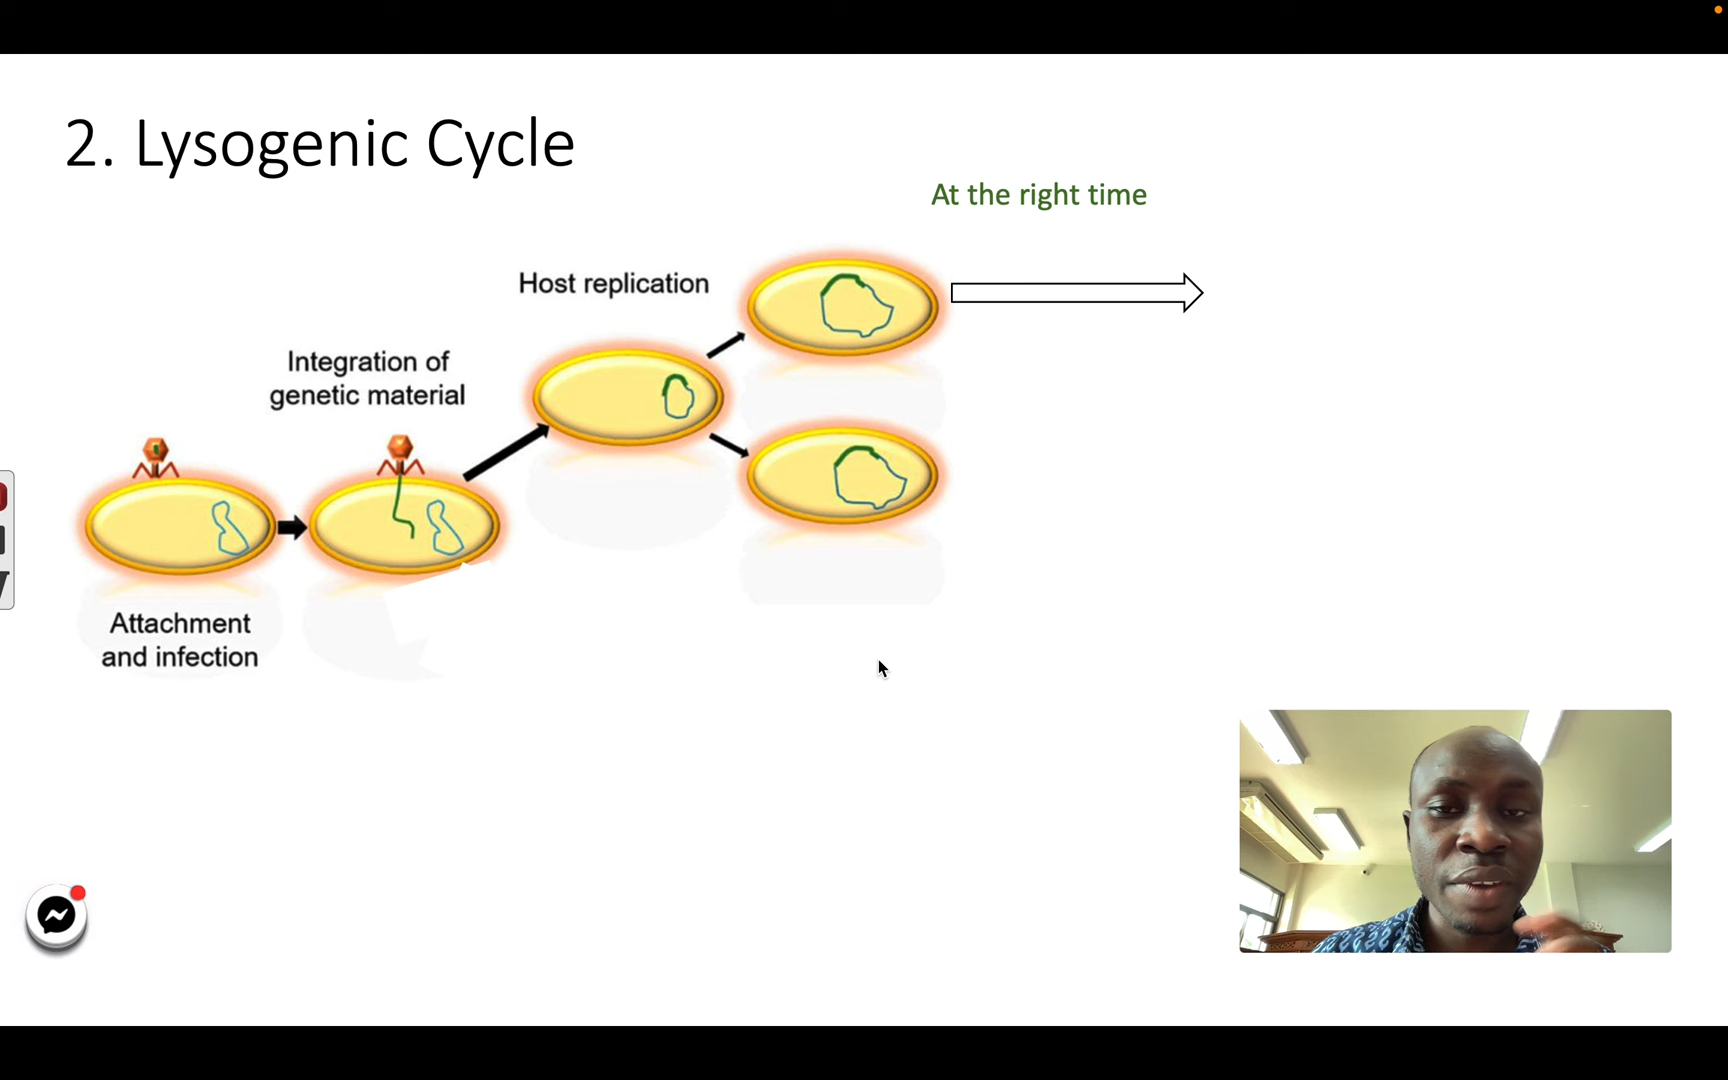 2. Lysogenic Cycle
At the right time
Host replication
Integration of
genetic material
Attachment
and infection